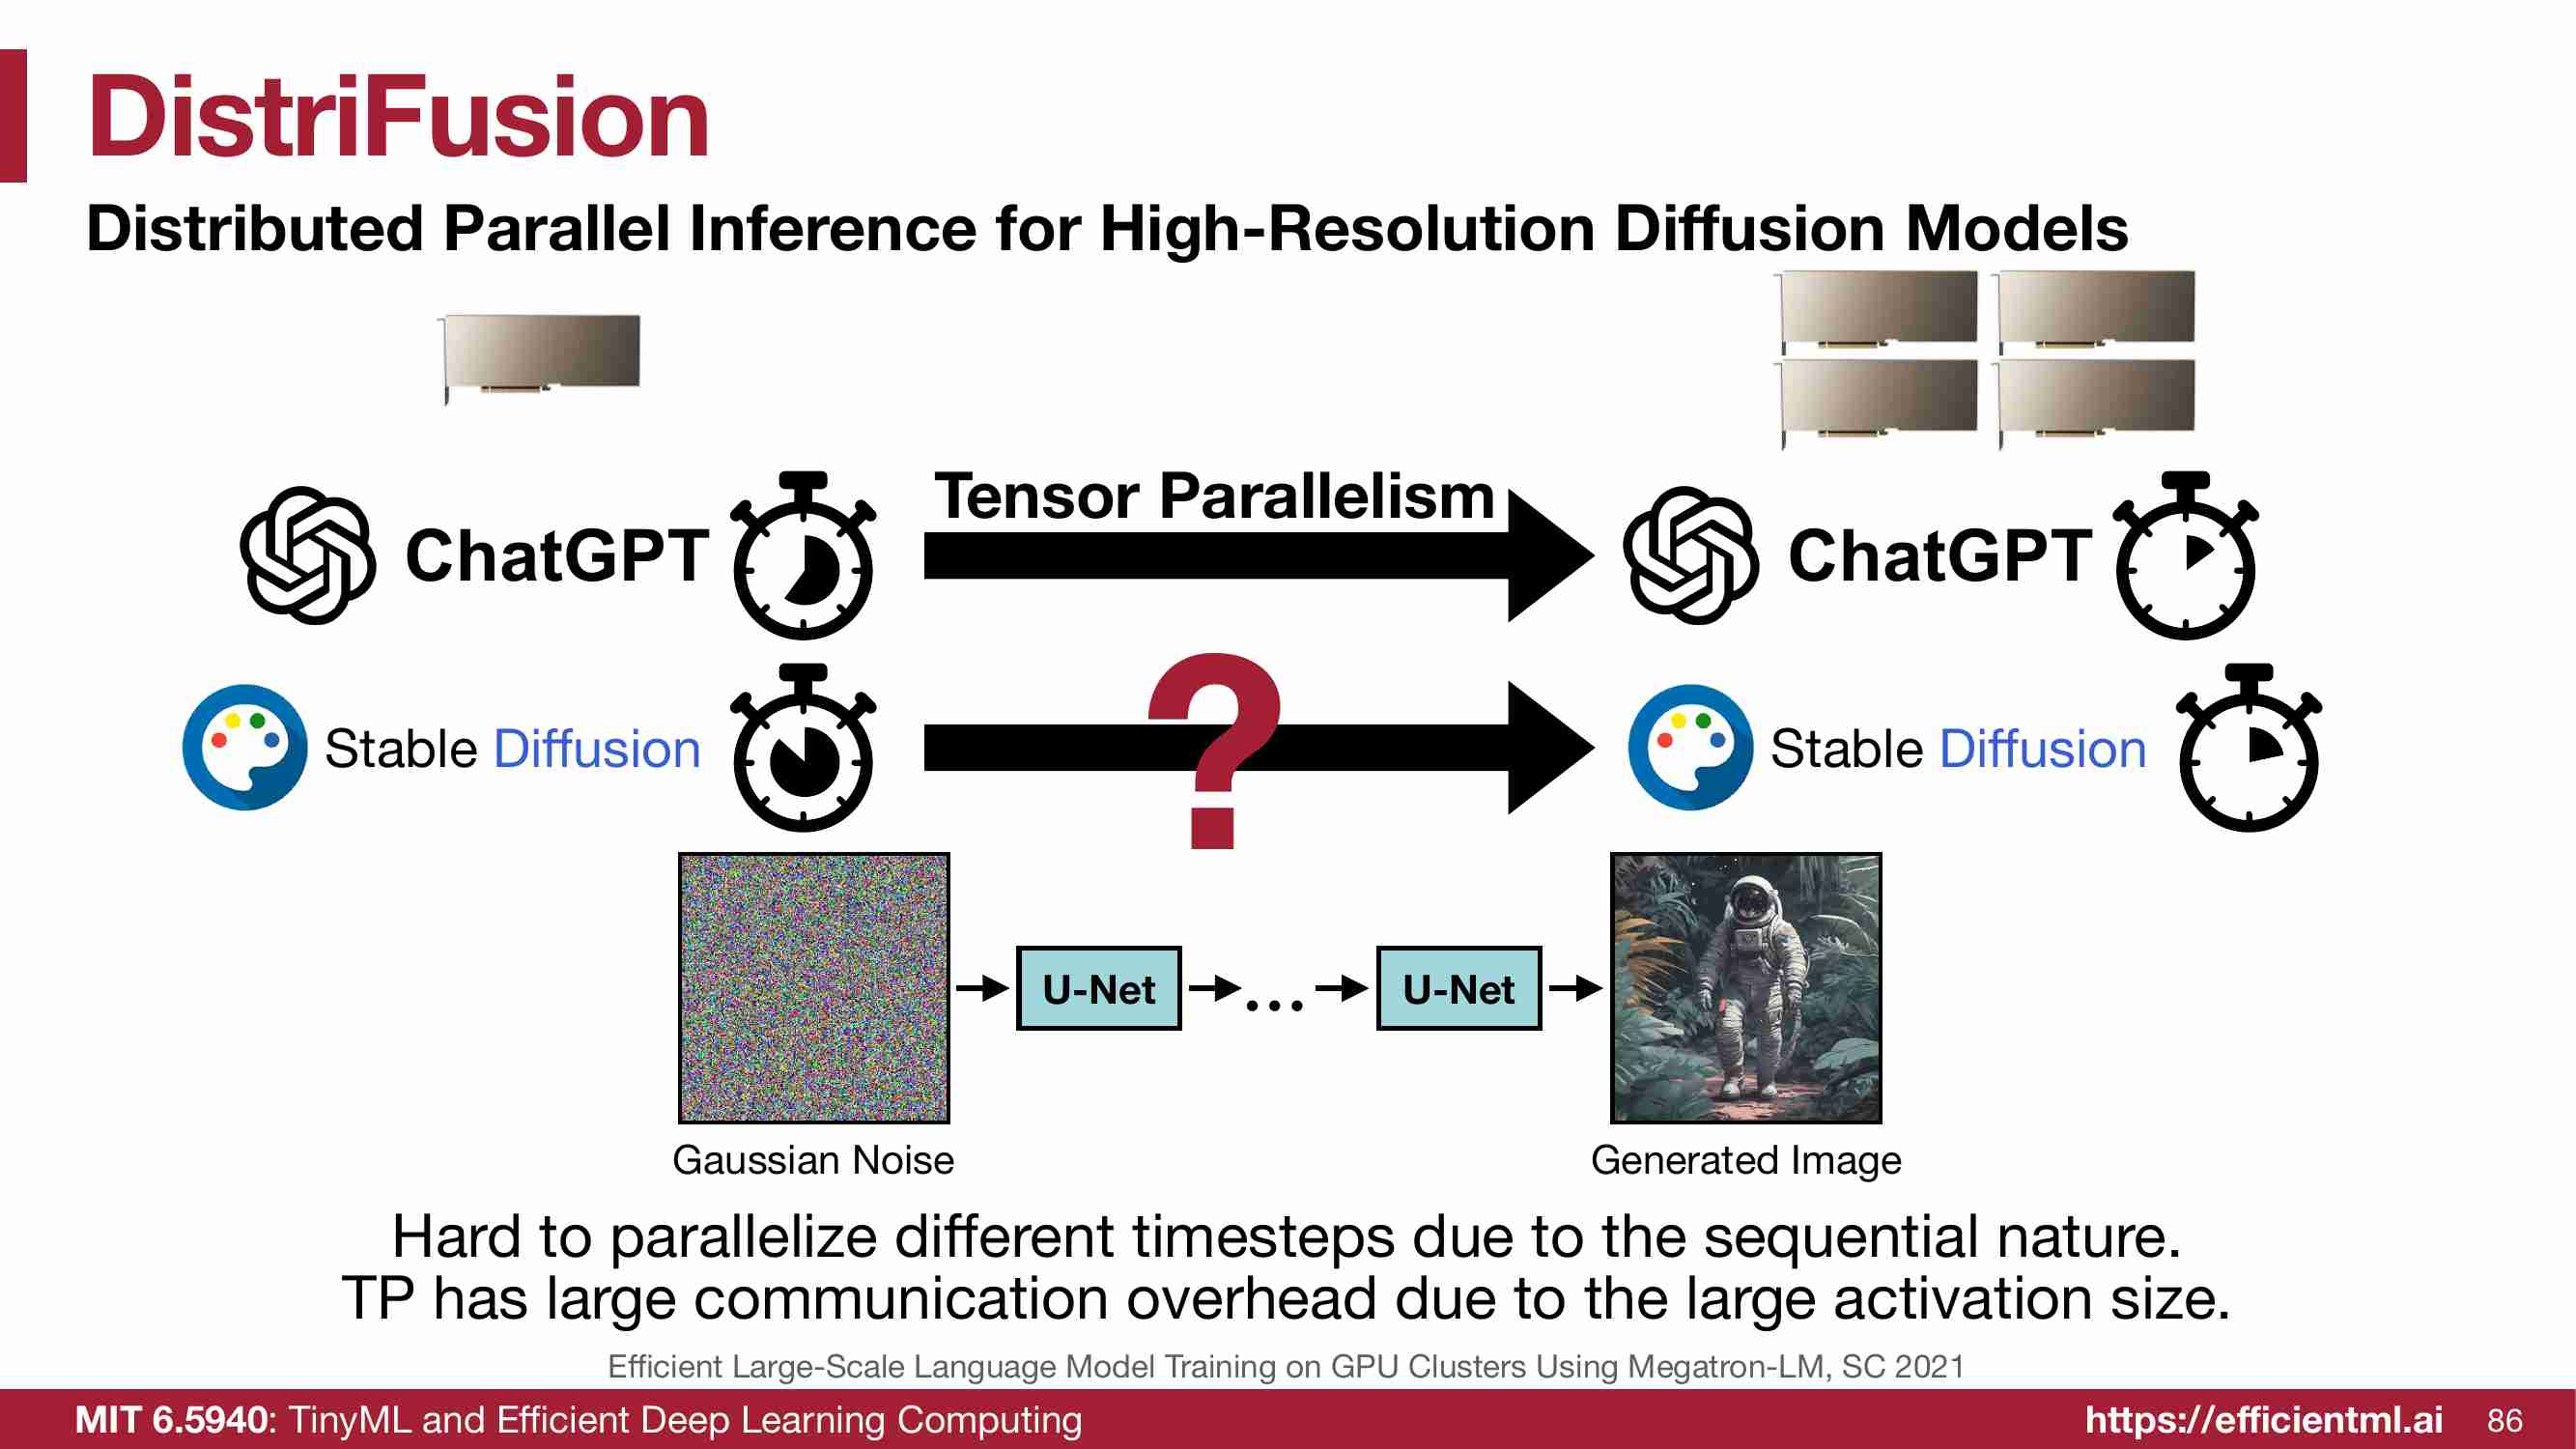 DistriFusion
Distributed Parallel Inference for High-Resolution Diffusion Models
ChatGPT
Tensor Parallelism
ChatGPT
Stable Diffusion
?
Stable Diffusion
U-Net
...
U-Net
Gaussian Noise
Generated Image
Hard to parallelize different timesteps due to the sequential nature.
TP has large communication overhead due to the large activation size.
Efficient Large-Scale Language Model Training on GPU Clusters Using Megatron-LM, SC 2021
MIT 6.5940: TinyML and Efficient Deep Learning Computing
https://efficientml.ai
86